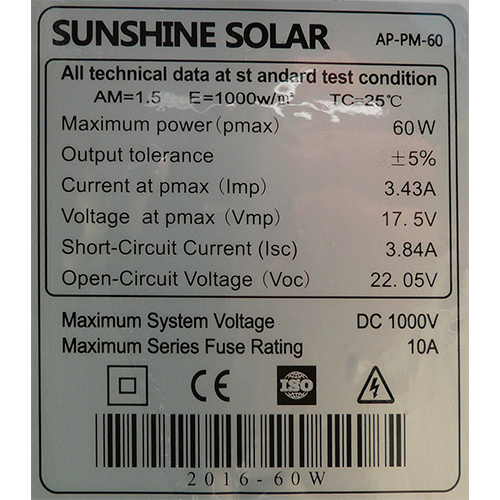 SUNSHINE SOLAR AP-PM-60
All technical data at st andard test condition
AM=1.5 E=1000w/m² TC=25℃
Maximum power(pmax) 60W
Output tolerance ±5%
Current at pmax (Imp) 3.43A
Voltage at pmax (Vmp) 17.5V
Short-Circuit Current (Isc) 3.84A
Open-Circuit Voltage (Voc) 22.05V
Maximum System Voltage DC 1000V
Maximum Series Fuse Rating 10A
CE ISO
2016-60W